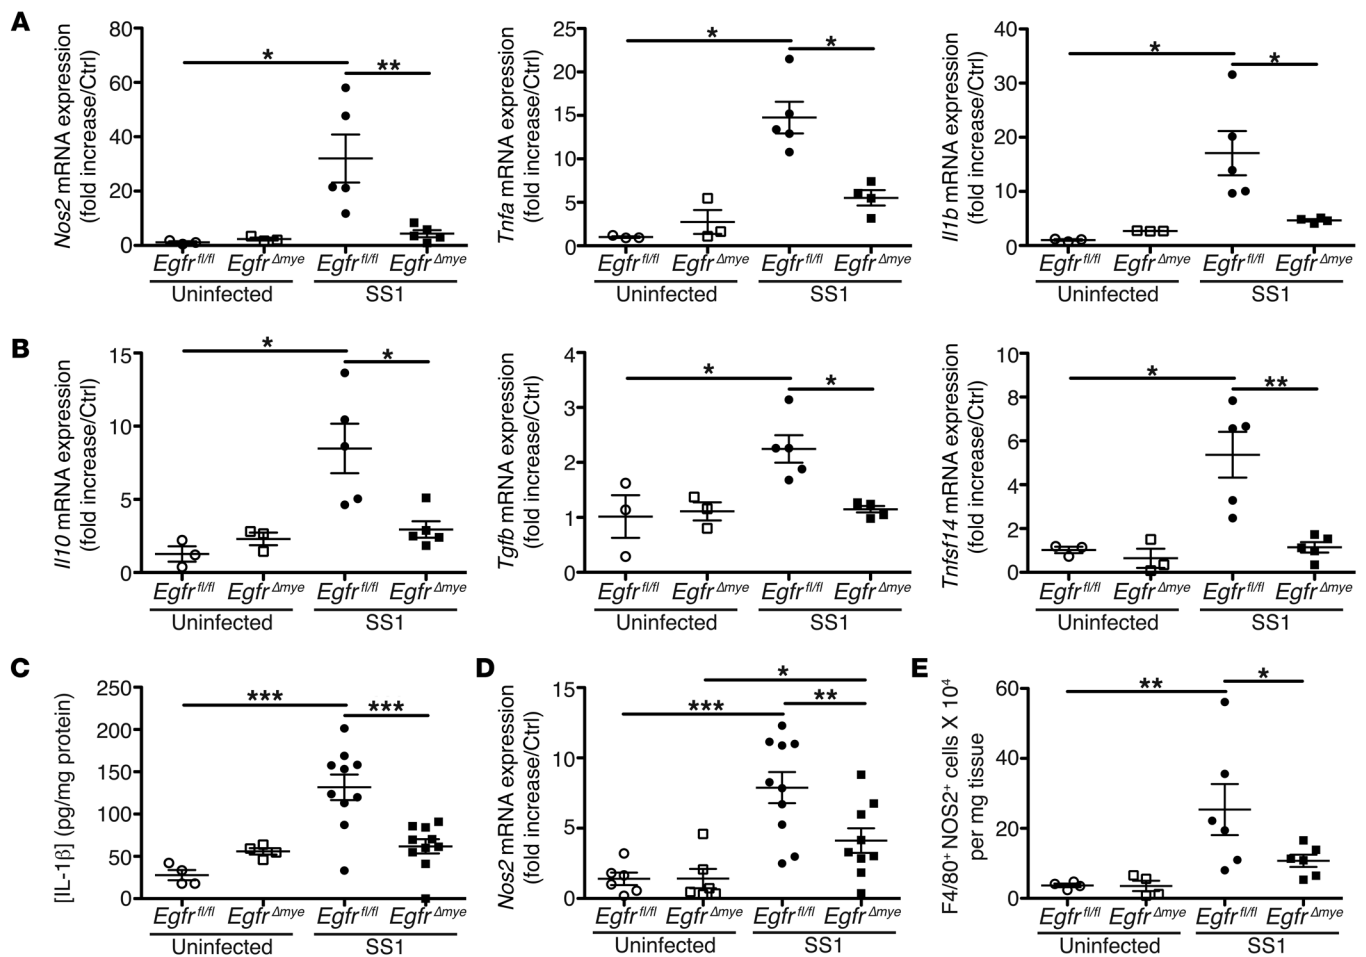 A
Nos2 mRNA expression
(fold increase/Ctrl)
80
60
40
20
0
*
**
Egfr fl/fl Egfr Δmye Egfr fl/fl Egfr Δmye
Uninfected SS1
Tnfa mRNA expression
(fold increase/Ctrl)
25
20
15
10
5
0
*
*
Egfr fl/fl Egfr Δmye Egfr fl/fl Egfr Δmye
Uninfected SS1
Il1b mRNA expression
(fold increase/Ctrl)
40
30
20
10
0
*
*
Egfr fl/fl Egfr Δmye Egfr fl/fl Egfr Δmye
Uninfected SS1
B
Il10 mRNA expression
(fold increase/Ctrl)
15
10
5
0
*
*
Egfr fl/fl Egfr Δmye Egfr fl/fl Egfr Δmye
Uninfected SS1
Tgfb mRNA expression
(fold increase/Ctrl)
4
3
2
1
0
*
*
Egfr fl/fl Egfr Δmye Egfr fl/fl Egfr Δmye
Uninfected SS1
Tnfsf14 mRNA expression
(fold increase/Ctrl)
10
8
6
4
2
0
*
**
Egfr fl/fl Egfr Δmye Egfr fl/fl Egfr Δmye
Uninfected SS1
C
[IL-1β] (pg/mg protein)
250
200
150
100
50
0
***
***
Egfr fl/fl Egfr Δmye Egfr fl/fl Egfr Δmye
Uninfected SS1
D
Nos2 mRNA expression
(fold increase/Ctrl)
15
10
5
0
*
**
***
Egfr fl/fl Egfr Δmye Egfr fl/fl Egfr Δmye
Uninfected SS1
E
F4/80⁺ NOS2⁺ cells X 10⁴
per mg tissue
60
40
20
0
**
*
Egfr fl/fl Egfr Δmye Egfr fl/fl Egfr Δmye
Uninfected SS1